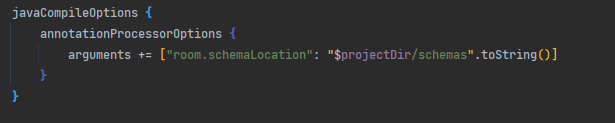 javaCompileOptions {
    annotationProcessorOptions {
        arguments += ["room.schemaLocation": "$projectDir/schemas".toString()]
    }
}